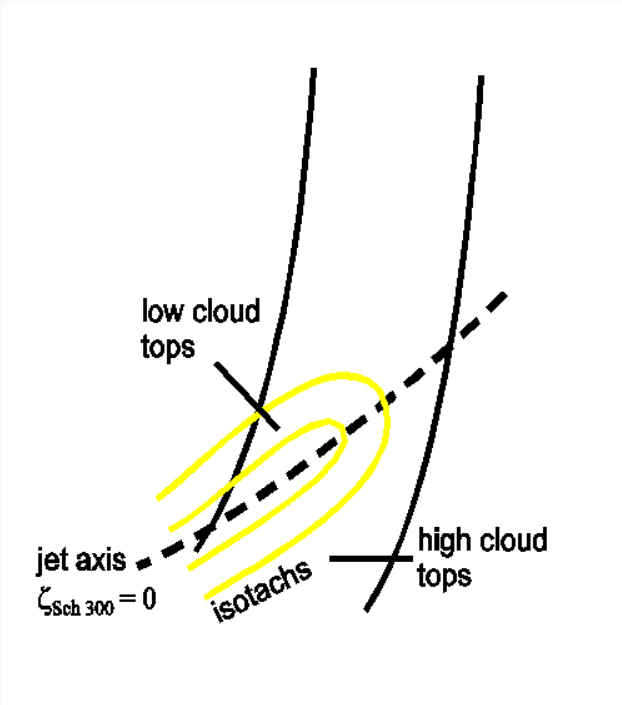 low cloud
tops
jet axis
ζSch 300 = 0
isotachs
high cloud
tops